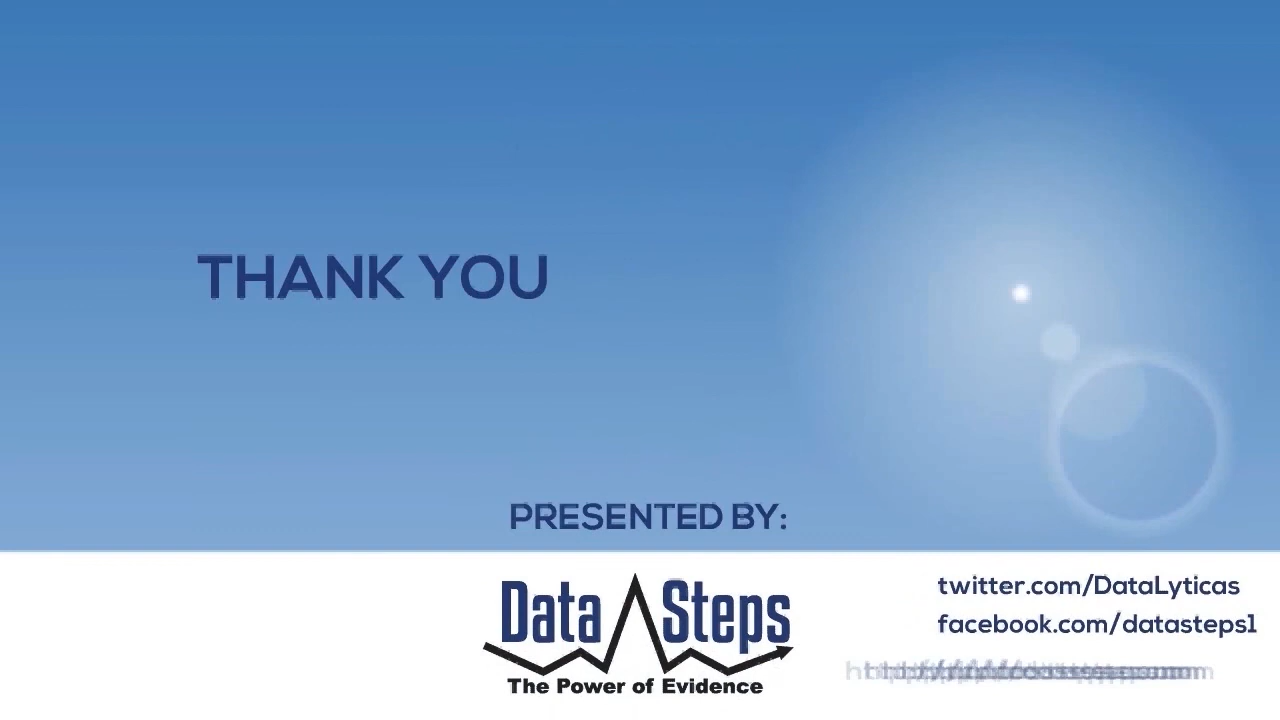 THANK YOU
PRESENTED BY:
Data Steps
The Power of Evidence
twitter.com/DataLyticas
facebook.com/datasteps1